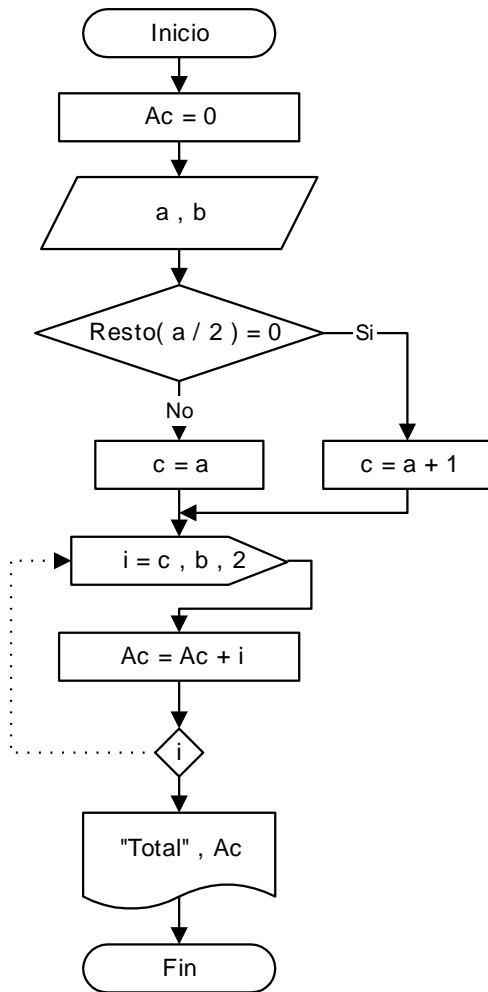 Inicio
Ac = 0
a , b
Resto( a / 2 ) = 0
Si
No
c = a
c = a + 1
i = c , b , 2
Ac = Ac + i
i
"Total" , Ac
Fin